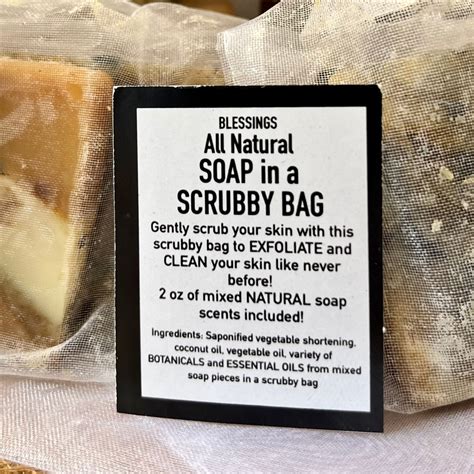 BLESSINGS
All Natural
SOAP in a
SCRUBBY BAG
Gently scrub your skin with this
scrubby bag to EXFOLIATE and
CLEAN your skin like never
before!
2 oz of mixed NATURAL soap
scents included!
Ingredients: Saponified vegetable shortening,
coconut oil, vegetable oil, variety of
BOTANICALS and ESSENTIAL OILS from mixed
soap pieces in a scrubby bag